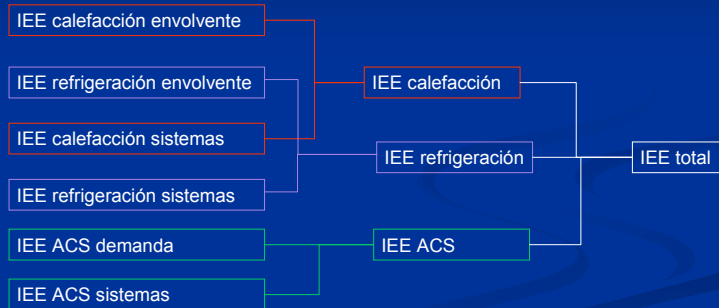 IEE calefacción envolvente
IEE refrigeración envolvente
IEE calefacción
IEE calefacción sistemas
IEE refrigeración
IEE total
IEE refrigeración sistemas
IEE ACS demanda
IEE ACS
IEE ACS sistemas